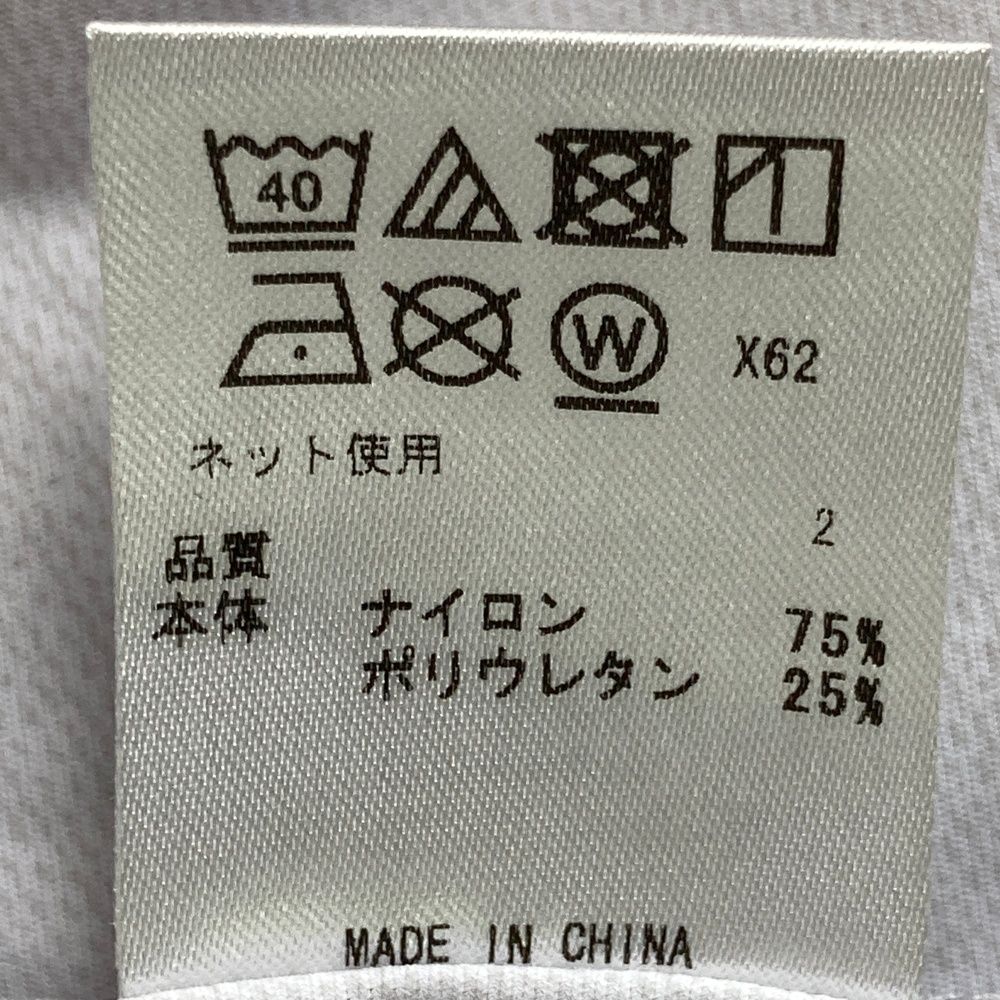 40
W X62
ネット使用
2
品質
本体 ナイロン 75%
ポリウレタン 25%
MADE IN CHINA